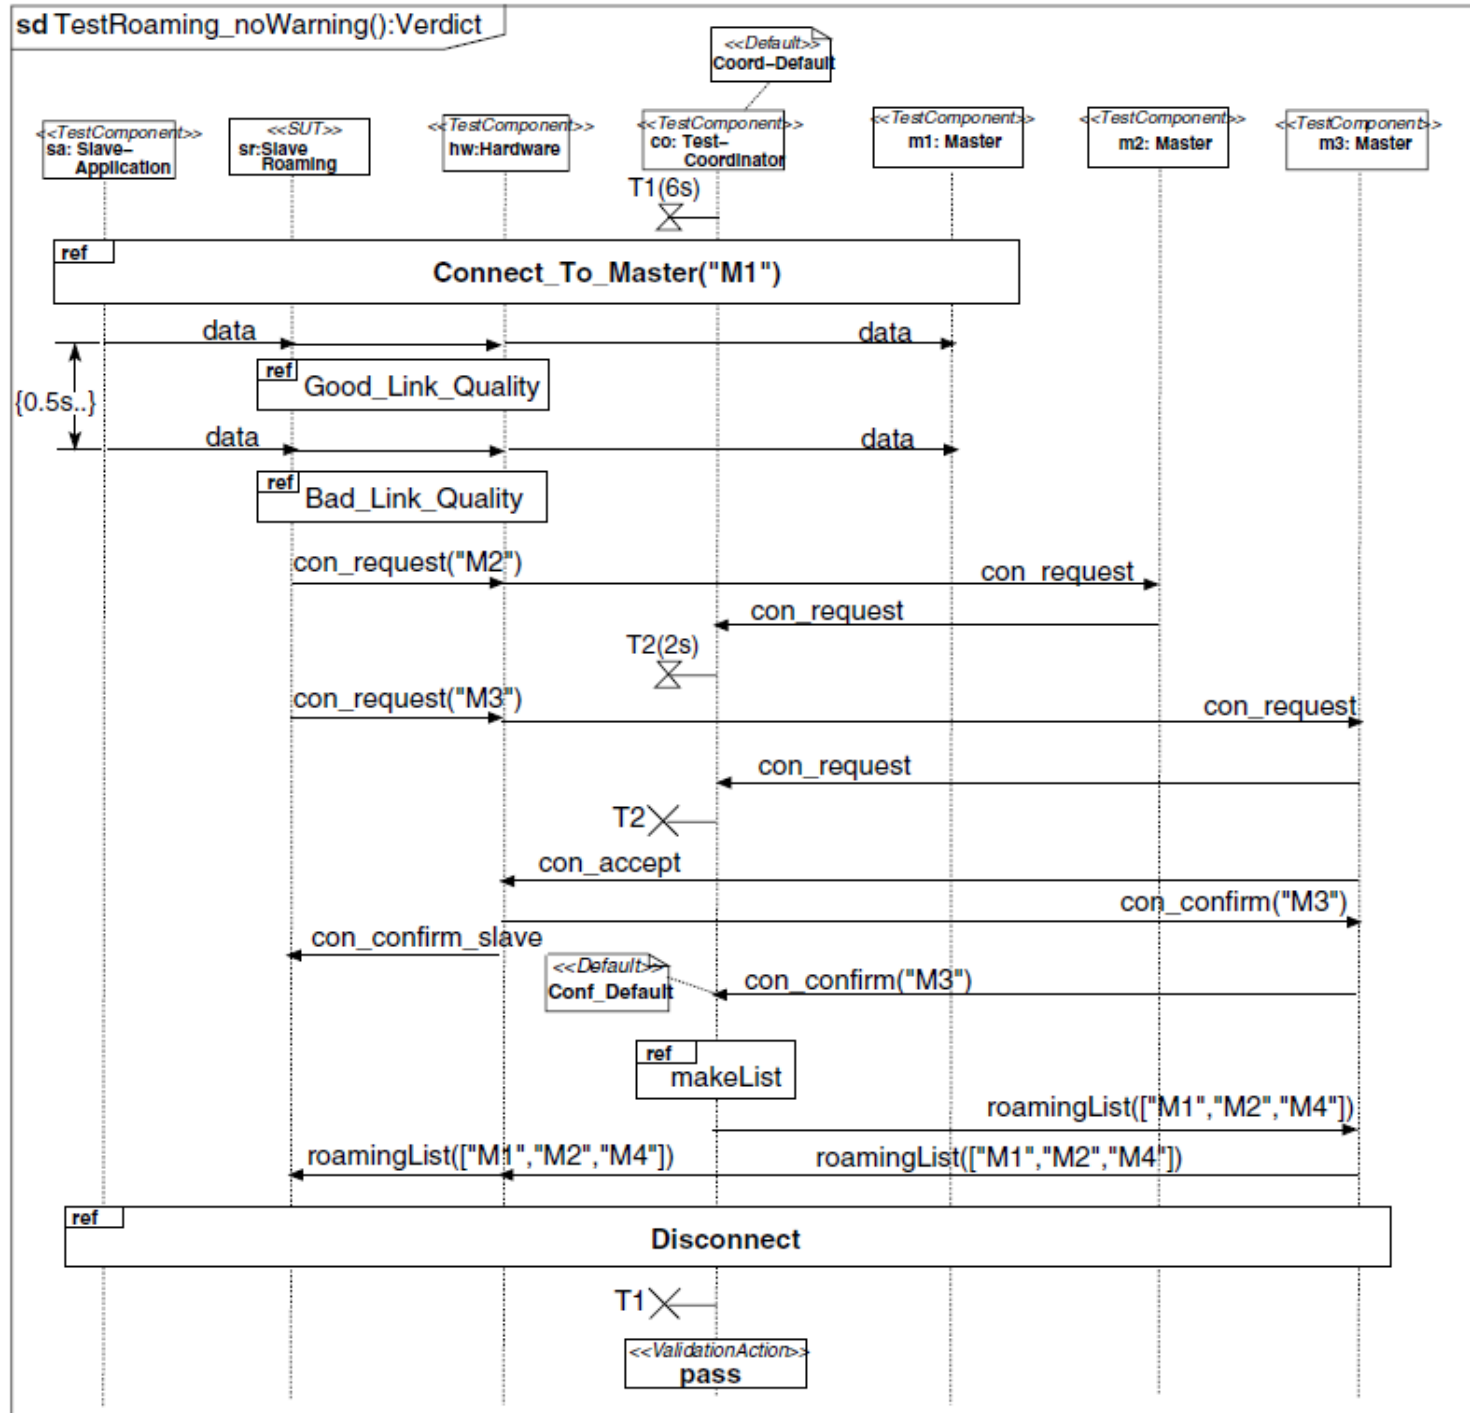 sd TestRoaming_noWarning():Verdict
<<Default>>
Coord-Default
<<TestComponent>>
sa: Slave-
Application
<<SUT>>
sr:Slave
Roaming
<<TestComponent>>
hw:Hardware
<<TestComponent>>
co: Test-
Coordinator
<<TestComponent>>
m1: Master
<<TestComponent>>
m2: Master
<<TestComponent>>
m3: Master
T1(6s)
ref
Connect_To_Master("M1")
data
data
ref
Good_Link_Quality
{0.5s..}
data
data
ref
Bad_Link_Quality
con_request("M2")
con_request
con_request
T2(2s)
con_request("M3")
con_request
con_request
T2
con_accept
con_confirm("M3")
con_confirm_slave
<<Default>>
Conf_Default
con_confirm("M3")
ref
makeList
roamingList(["M1","M2","M4"])
roamingList(["M1","M2","M4"])
roamingList(["M1","M2","M4"])
ref
Disconnect
T1
<<ValidationAction>>
pass